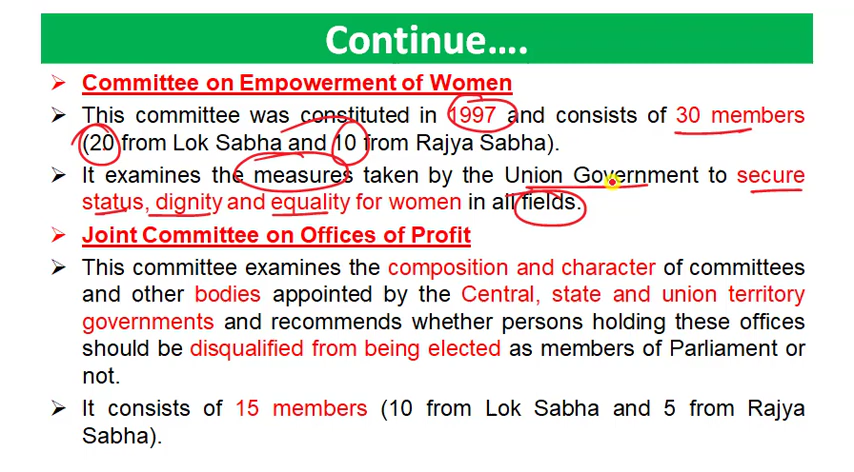 Continue....
➢ Committee on Empowerment of Women
➢ This committee was constituted in 1997 and consists of 30 members
(20 from Lok Sabha and 10 from Rajya Sabha).
➢ It examines the measures taken by the Union Government to secure
status, dignity and equality for women in all fields.
➢ Joint Committee on Offices of Profit
➢ This committee examines the composition and character of committees
and other bodies appointed by the Central, state and union territory
governments and recommends whether persons holding these offices
should be disqualified from being elected as members of Parliament or
not.
➢ It consists of 15 members (10 from Lok Sabha and 5 from Rajya
Sabha).